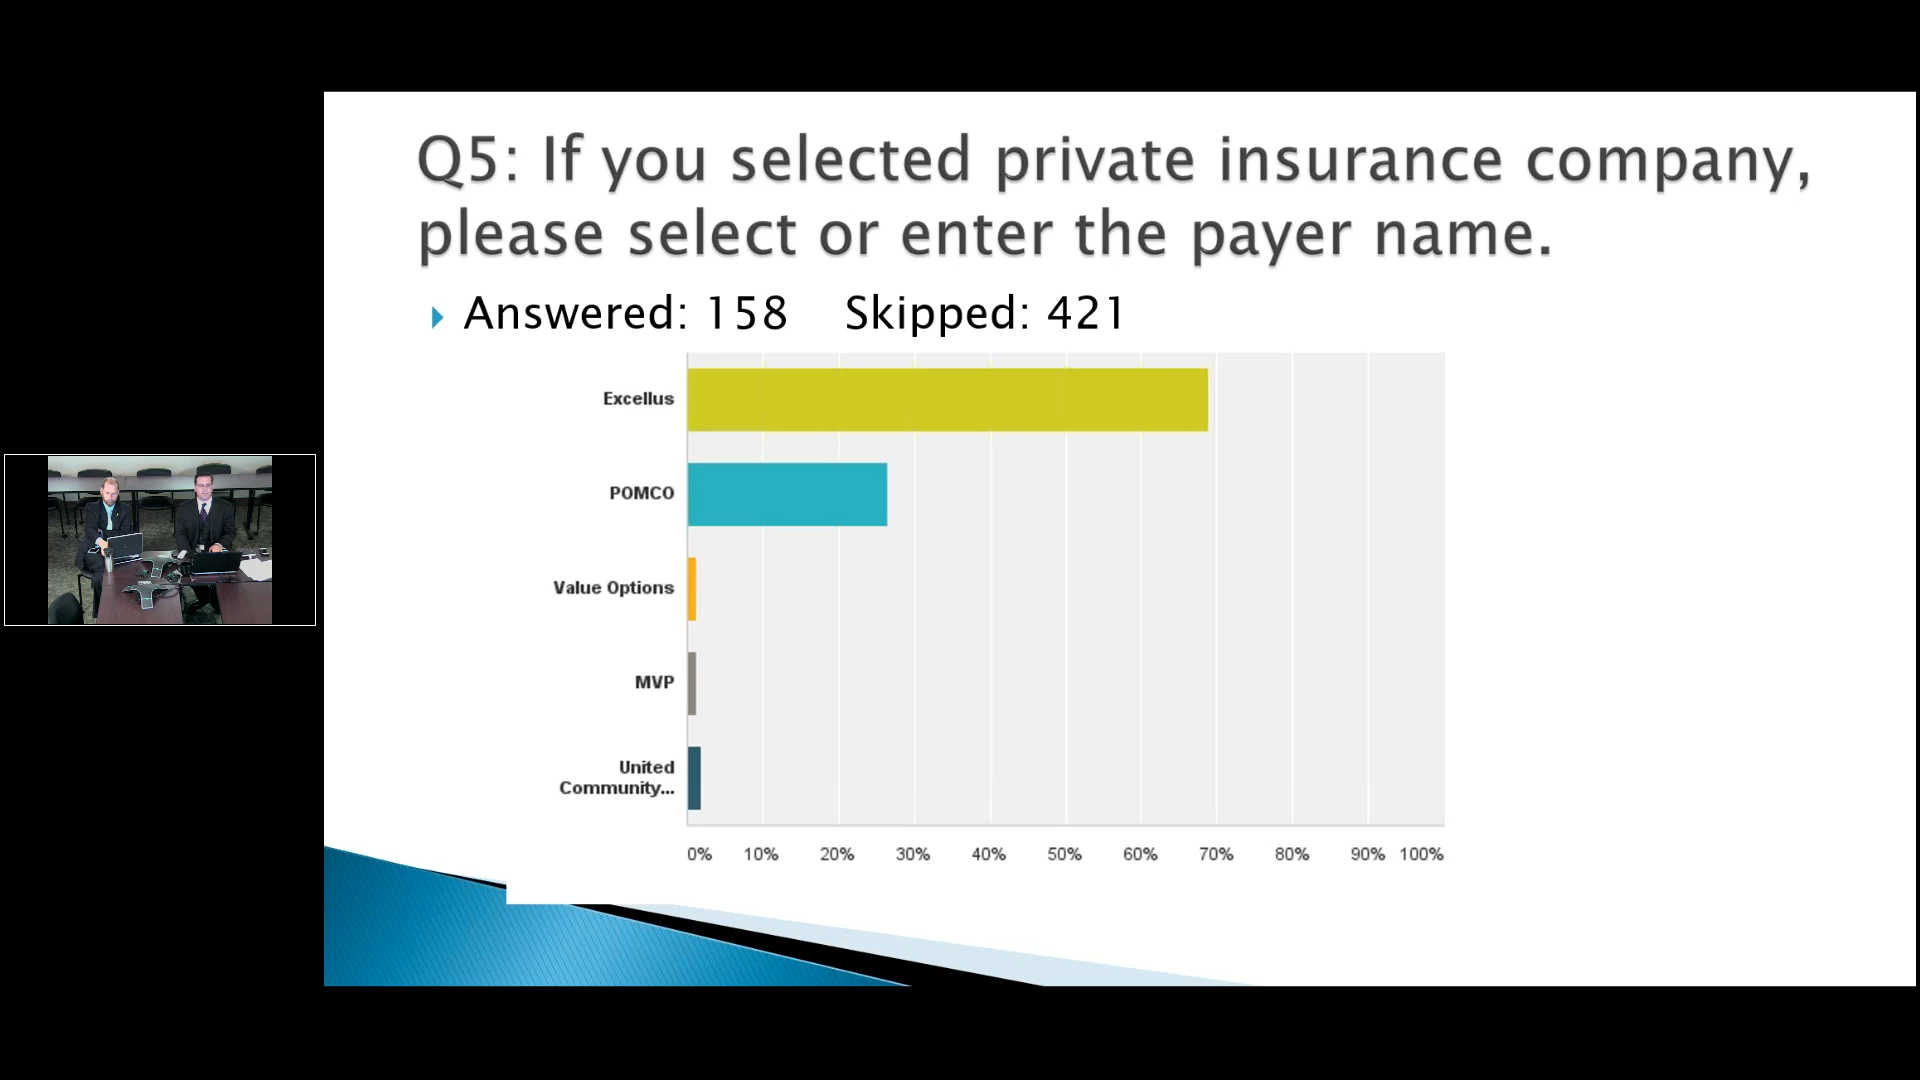 Q5: If you selected private insurance company,
please select or enter the payer name.
Answered: 158 Skipped: 421
Excellus
POMCO
Value Options
MVP
United
Community...
0% 10% 20% 30% 40% 50% 60% 70% 80% 90% 100%